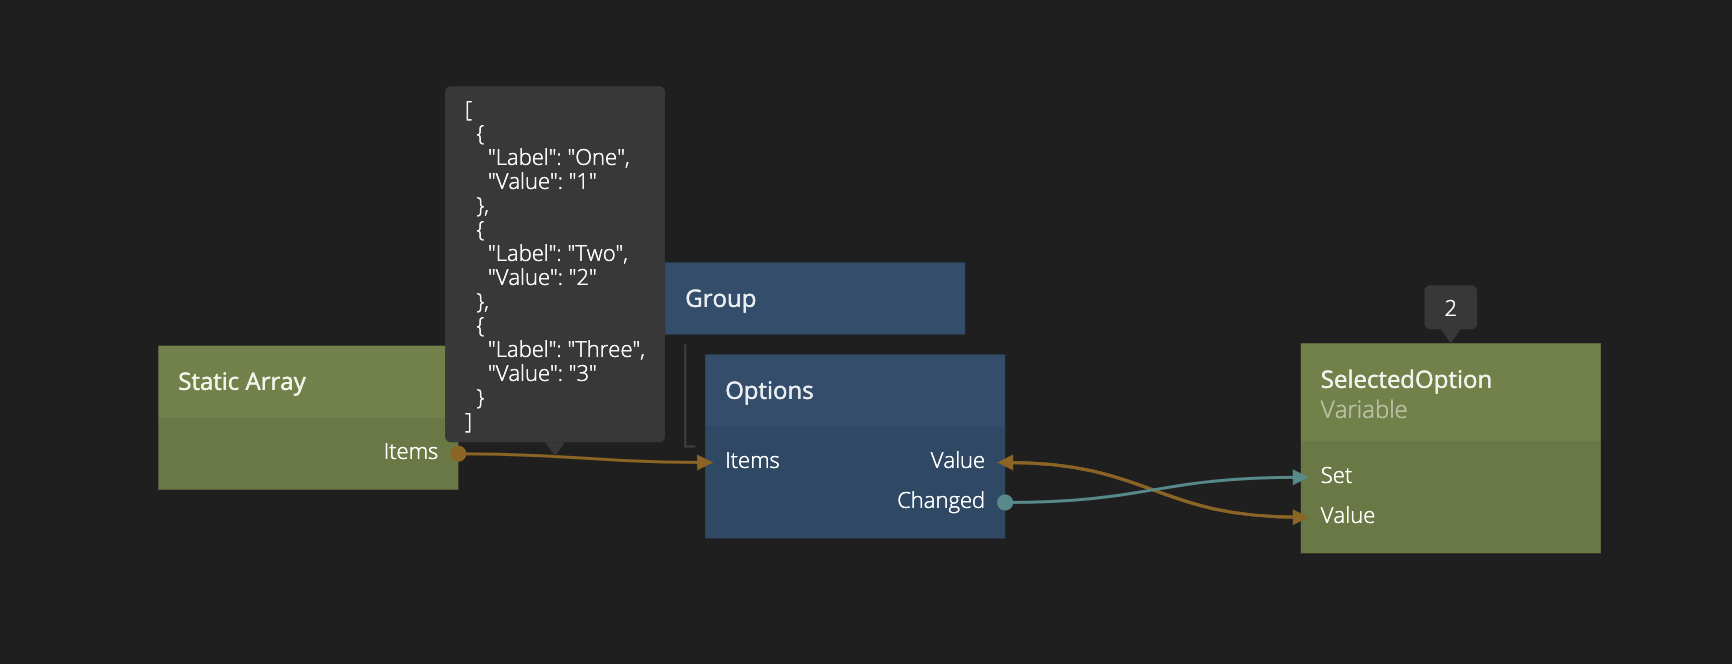 [
{
"Label": "One",
"Value": "1"
},
{
"Label": "Two",
"Value": "2"
},
{
"Label": "Three",
"Value": "3"
}
]
Static Array
Items
Group
Options
Items
Value
Changed
2
SelectedOption
Variable
Set
Value